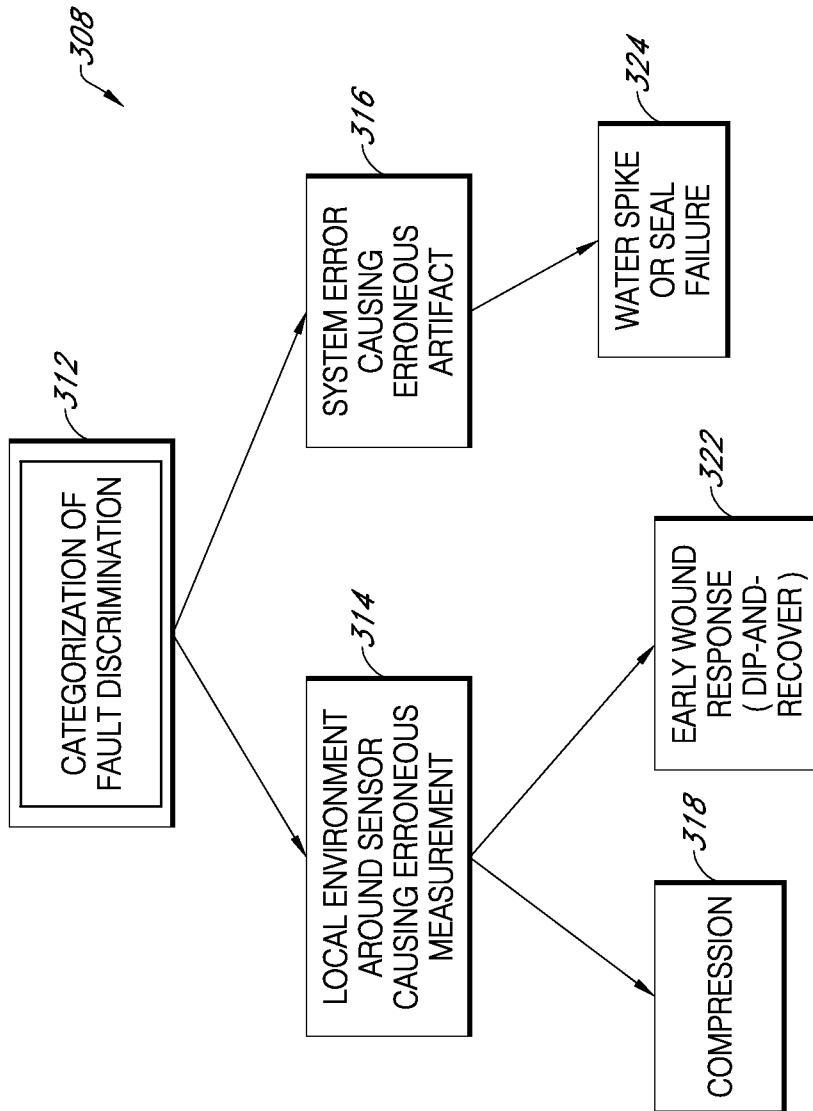 308
312
CATEGORIZATION OF
FAULT DISCRIMINATION
314
LOCAL ENVIRONMENT
AROUND SENSOR
CAUSING ERRONEOUS
MEASUREMENT
316
SYSTEM ERROR
CAUSING
ERRONEOUS
ARTIFACT
318
COMPRESSION
322
EARLY WOUND
RESPONSE
( DIP-AND-
RECOVER )
324
WATER SPIKE
OR SEAL
FAILURE